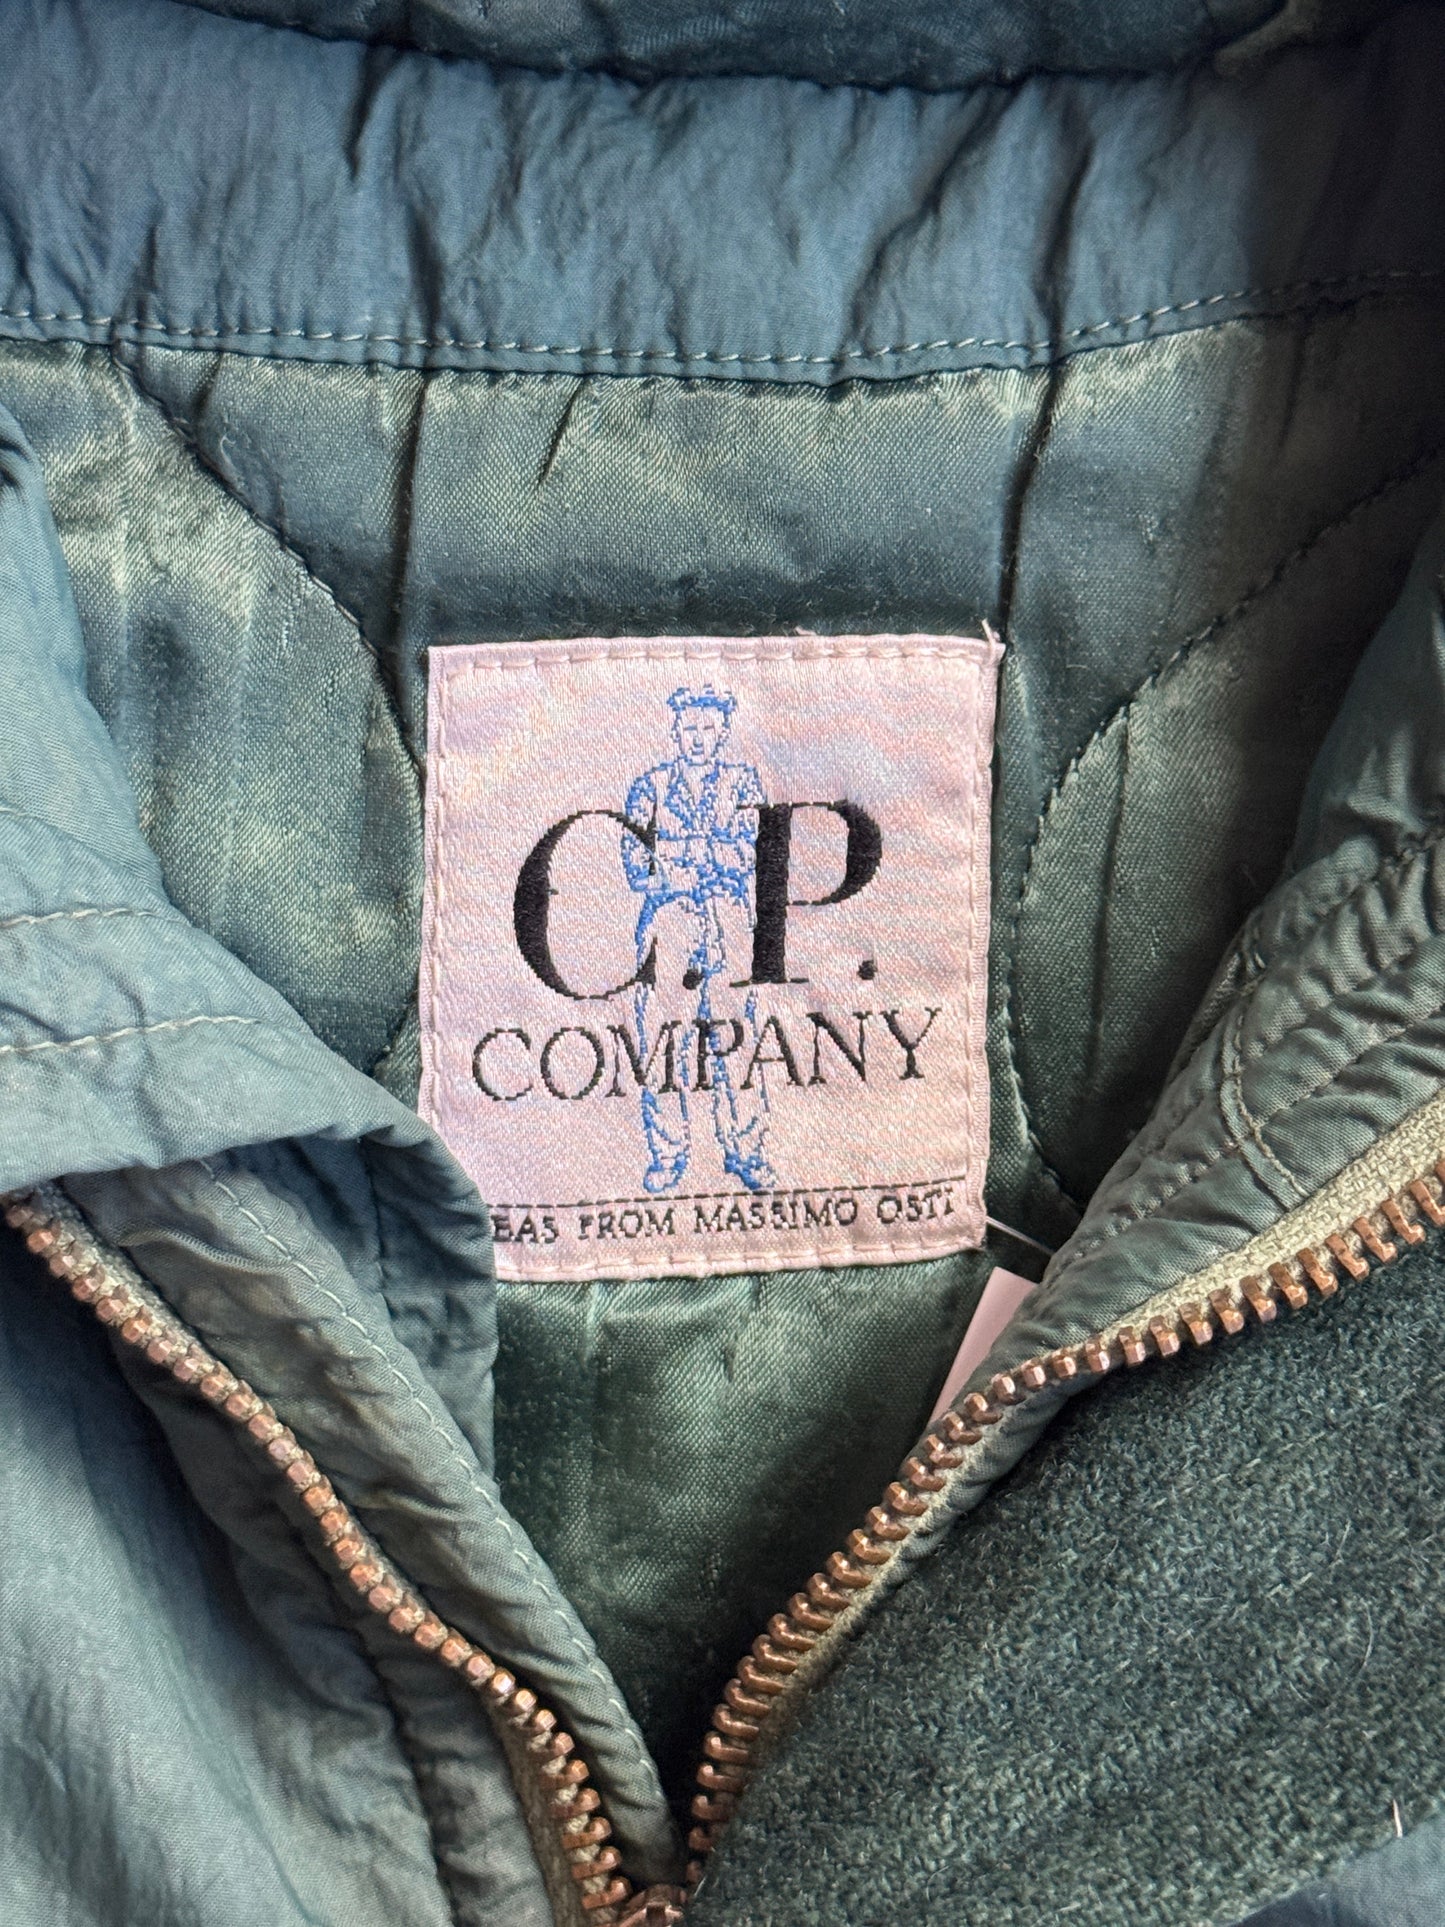 C.P.
COMPANY
EAS FROM MASSIMO OSTI